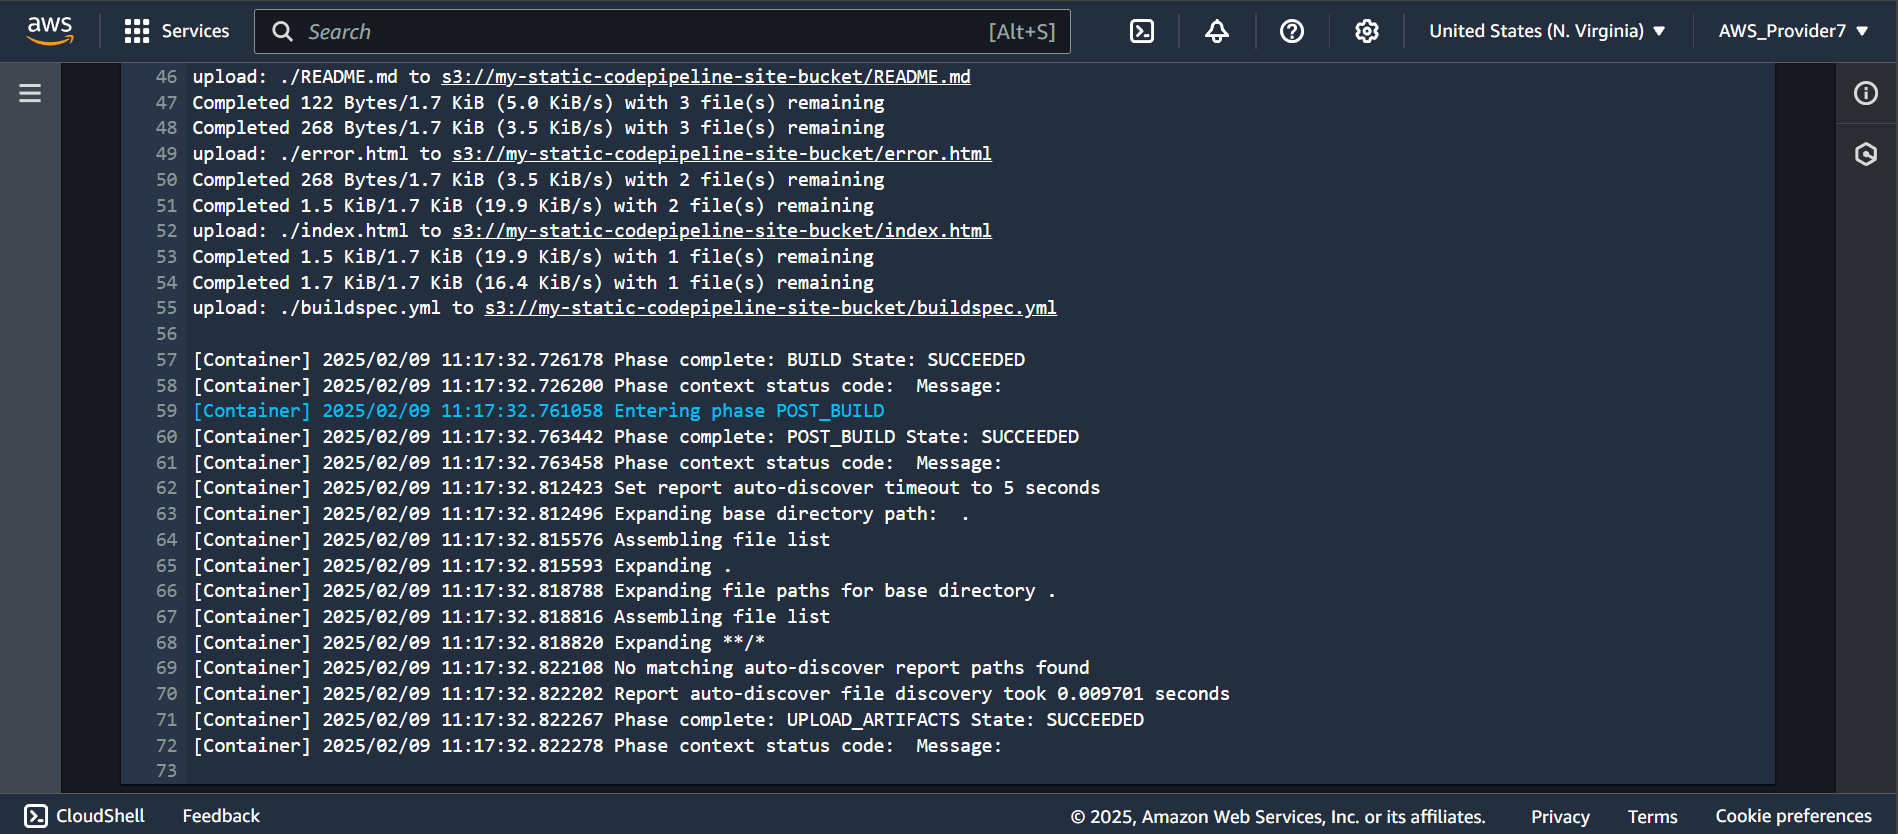 aws
Services
Search
[Alt+S]
United States (N. Virginia)
AWS_Provider7
46 upload: ./README.md to s3://my-static-codepipeline-site-bucket/README.md
47 Completed 122 Bytes/1.7 KiB (5.0 KiB/s) with 3 file(s) remaining
48 Completed 268 Bytes/1.7 KiB (3.5 KiB/s) with 3 file(s) remaining
49 upload: ./error.html to s3://my-static-codepipeline-site-bucket/error.html
50 Completed 268 Bytes/1.7 KiB (3.5 KiB/s) with 2 file(s) remaining
51 Completed 1.5 KiB/1.7 KiB (19.9 KiB/s) with 2 file(s) remaining
52 upload: ./index.html to s3://my-static-codepipeline-site-bucket/index.html
53 Completed 1.5 KiB/1.7 KiB (19.9 KiB/s) with 1 file(s) remaining
54 Completed 1.7 KiB/1.7 KiB (16.4 KiB/s) with 1 file(s) remaining
55 upload: ./buildspec.yml to s3://my-static-codepipeline-site-bucket/buildspec.yml
56
57 [Container] 2025/02/09 11:17:32.726178 Phase complete: BUILD State: SUCCEEDED
58 [Container] 2025/02/09 11:17:32.726200 Phase context status code:  Message:
59 [Container] 2025/02/09 11:17:32.761058 Entering phase POST_BUILD
60 [Container] 2025/02/09 11:17:32.763442 Phase complete: POST_BUILD State: SUCCEEDED
61 [Container] 2025/02/09 11:17:32.763458 Phase context status code:  Message:
62 [Container] 2025/02/09 11:17:32.812423 Set report auto-discover timeout to 5 seconds
63 [Container] 2025/02/09 11:17:32.812496 Expanding base directory path:  .
64 [Container] 2025/02/09 11:17:32.815576 Assembling file list
65 [Container] 2025/02/09 11:17:32.815593 Expanding .
66 [Container] 2025/02/09 11:17:32.818788 Expanding file paths for base directory .
67 [Container] 2025/02/09 11:17:32.818816 Assembling file list
68 [Container] 2025/02/09 11:17:32.818820 Expanding **/*
69 [Container] 2025/02/09 11:17:32.822108 No matching auto-discover report paths found
70 [Container] 2025/02/09 11:17:32.822202 Report auto-discover file discovery took 0.009701 seconds
71 [Container] 2025/02/09 11:17:32.822267 Phase complete: UPLOAD_ARTIFACTS State: SUCCEEDED
72 [Container] 2025/02/09 11:17:32.822278 Phase context status code:  Message:
73
CloudShell
Feedback
© 2025, Amazon Web Services, Inc. or its affiliates.
Privacy
Terms
Cookie preferences